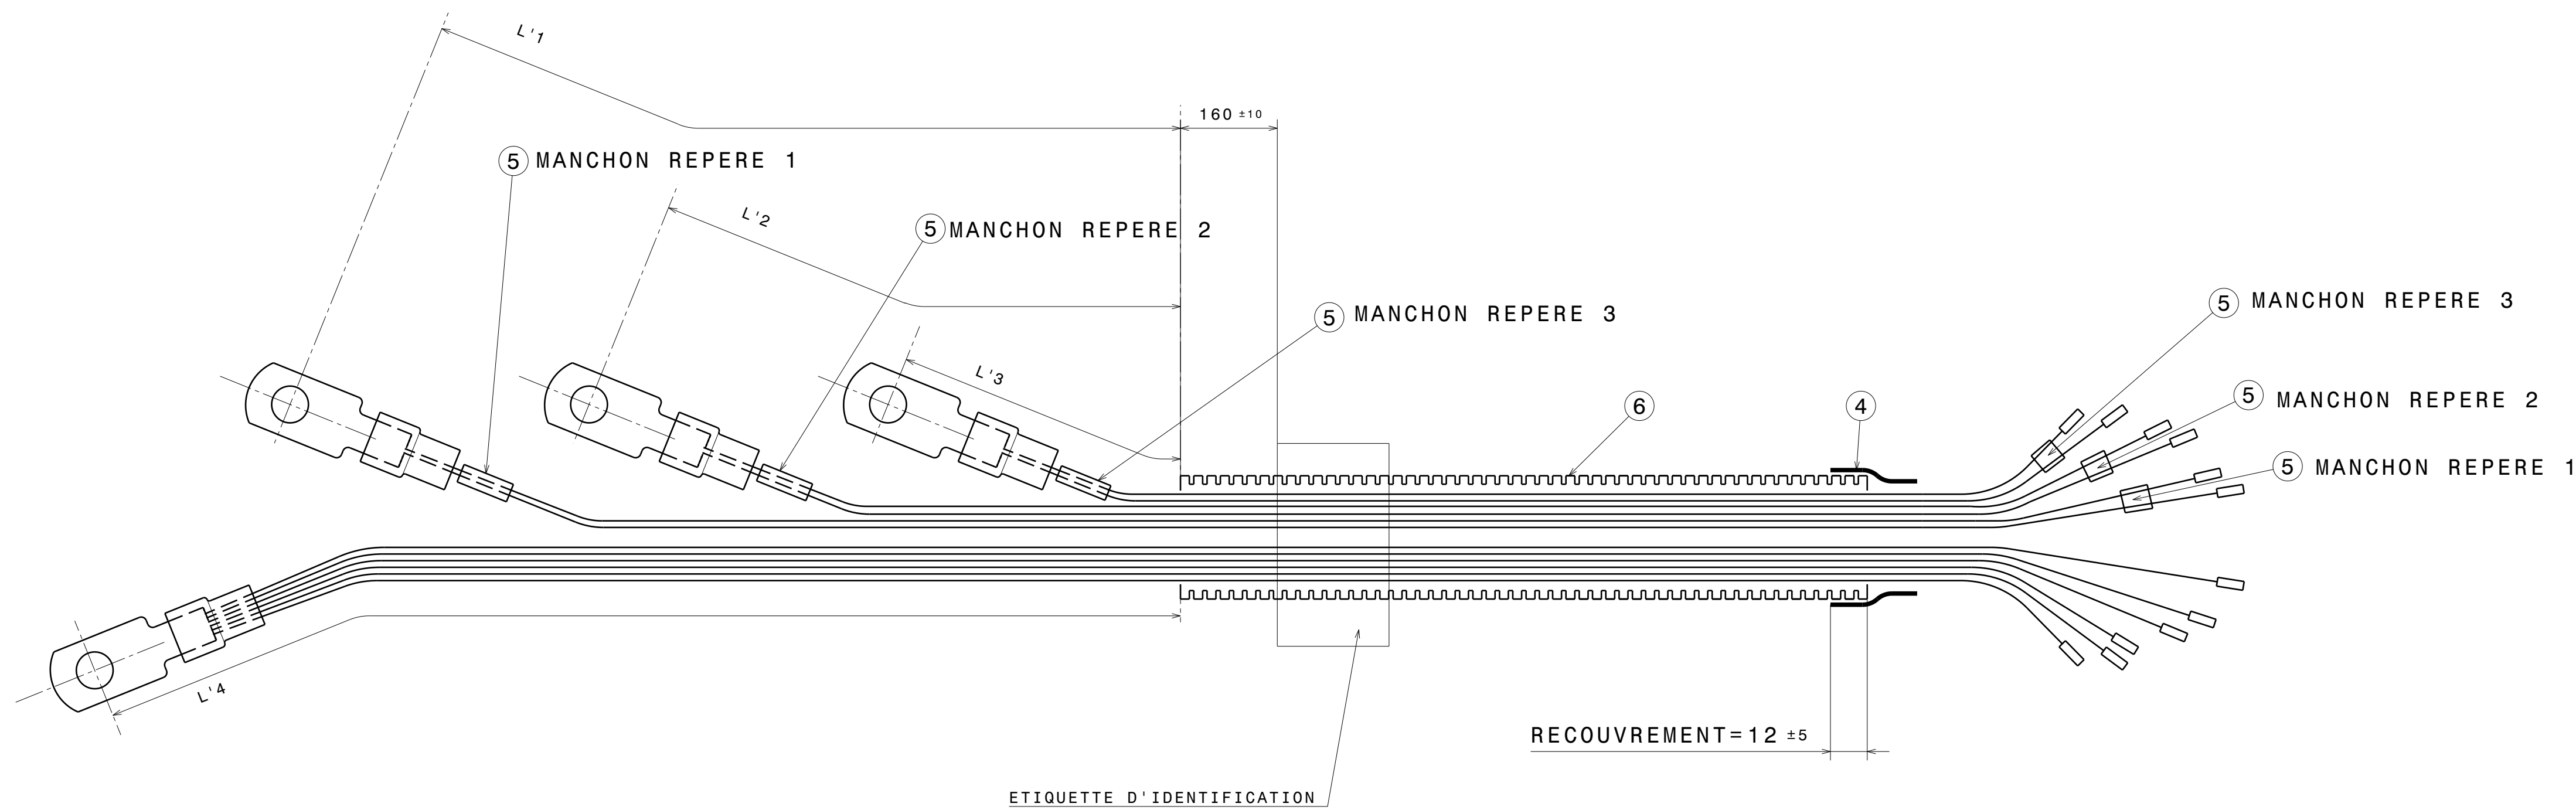 L'1
160 ±10
5 MANCHON REPERE 1
L'2
5 MANCHON REPERE 2
5 MANCHON REPERE 3
5 MANCHON REPERE 3
L'3
6
4
5 MANCHON REPERE 2
5 MANCHON REPERE 1
L'4
RECOUVREMENT=12 ±5
ETIQUETTE D'IDENTIFICATION